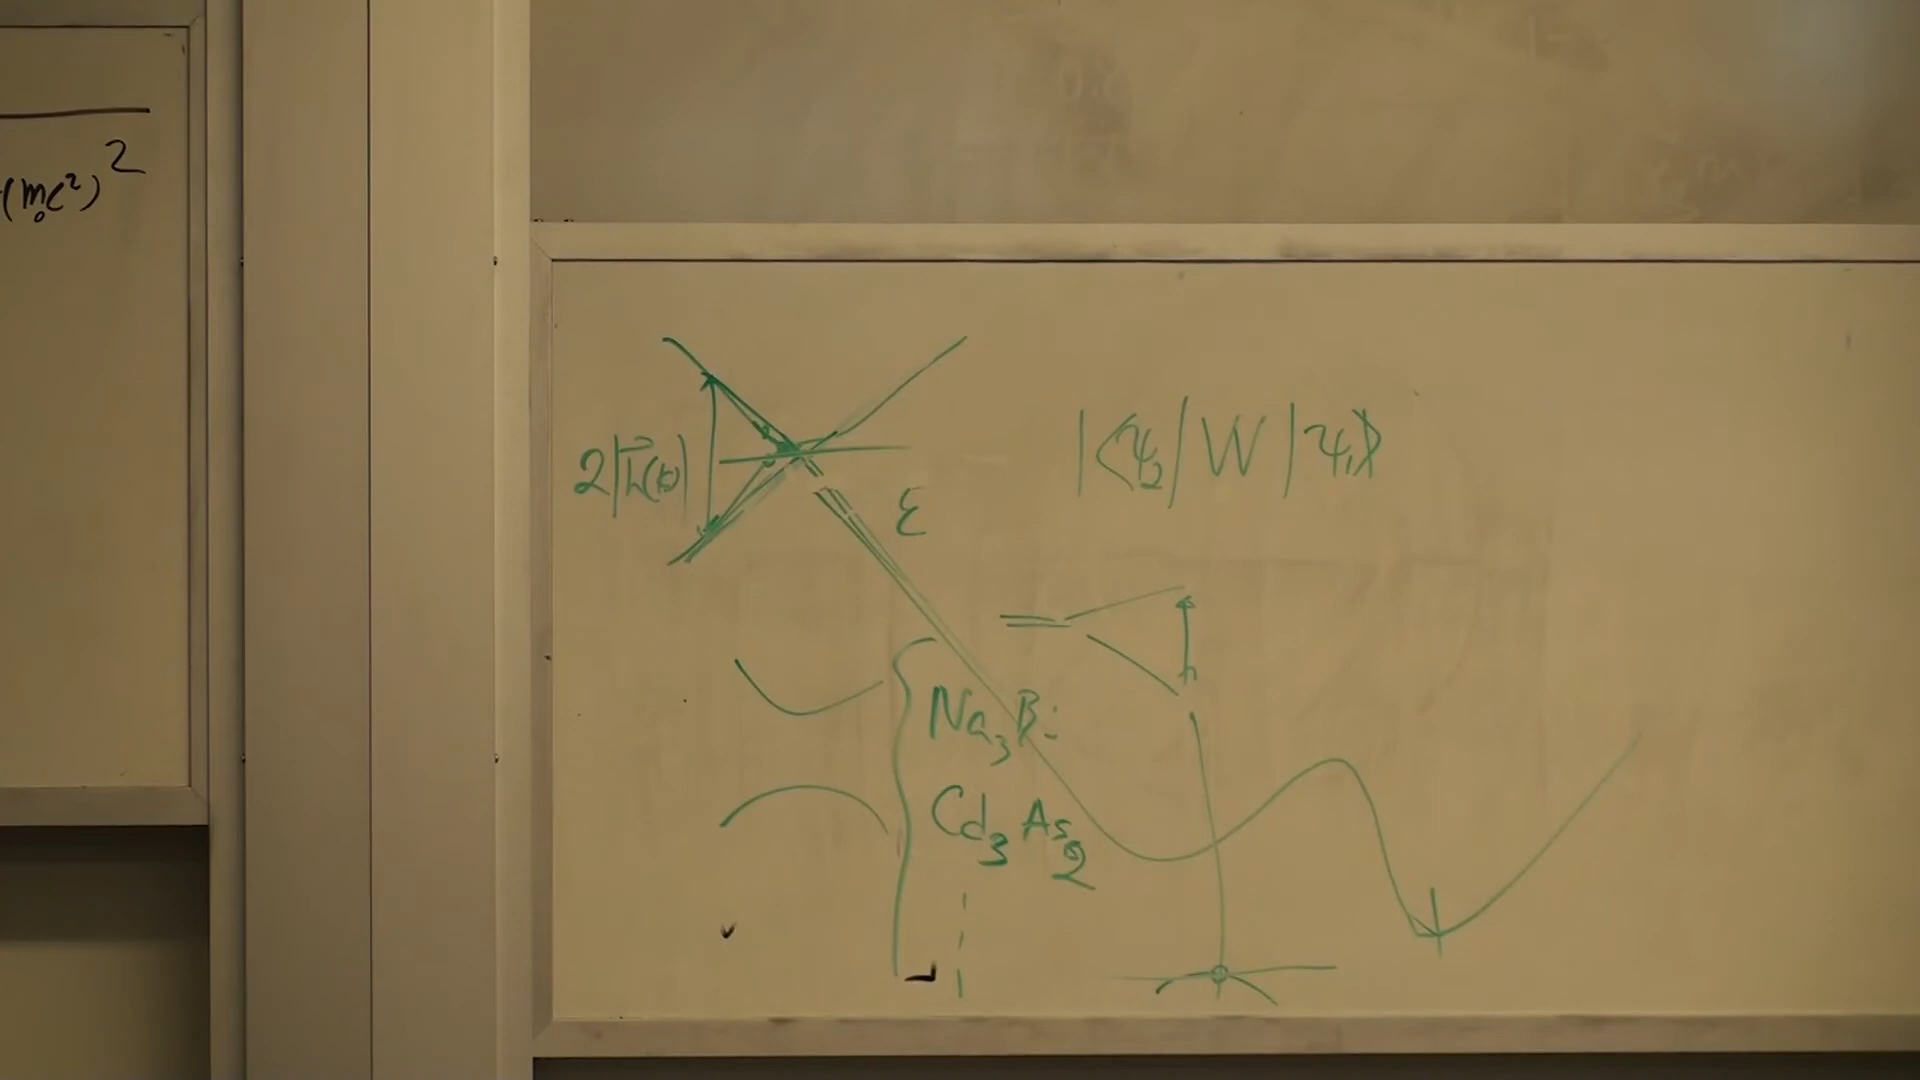 (m₀c²)²
2|h⃗(k)|
ε
|⟨ψ₂|W|ψ₁⟩|
Na₃Bi
Cd₃As₂